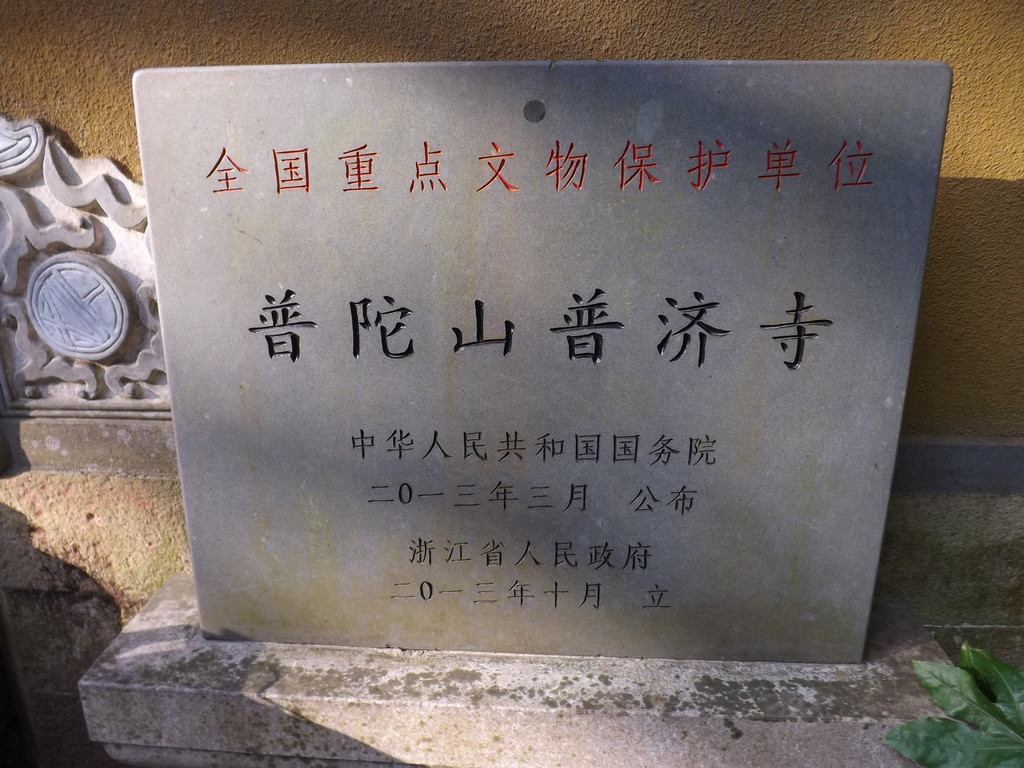 全国重点文物保护单位
普陀山普济寺
中华人民共和国国务院
二0一三年三月 公布
浙江省人民政府
二0一三年十月 立